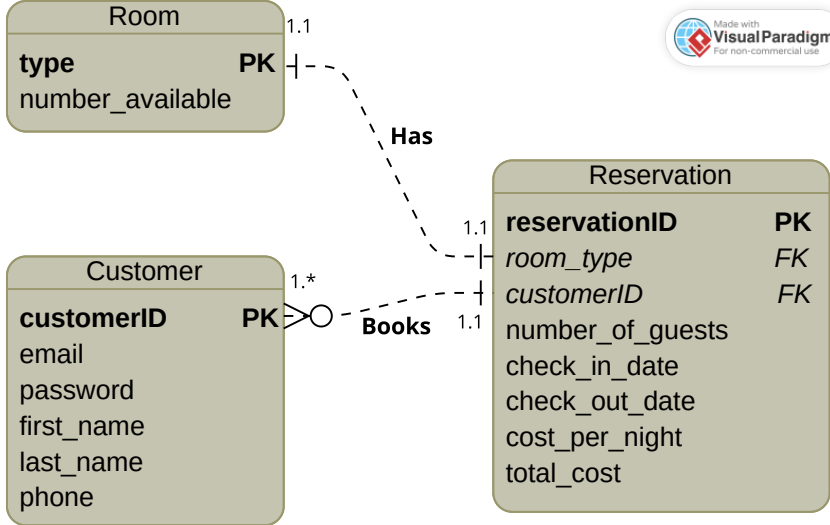 Room
1.1
type PK
number_available
Made with
VisualParadigm
For non-commercial use
Has
Reservation
reservationID PK
1.1
room_type FK
customerID FK
1.1
number_of_guests
check_in_date
check_out_date
cost_per_night
total_cost
Books
Customer
1.*
customerID PK
email
password
first_name
last_name
phone